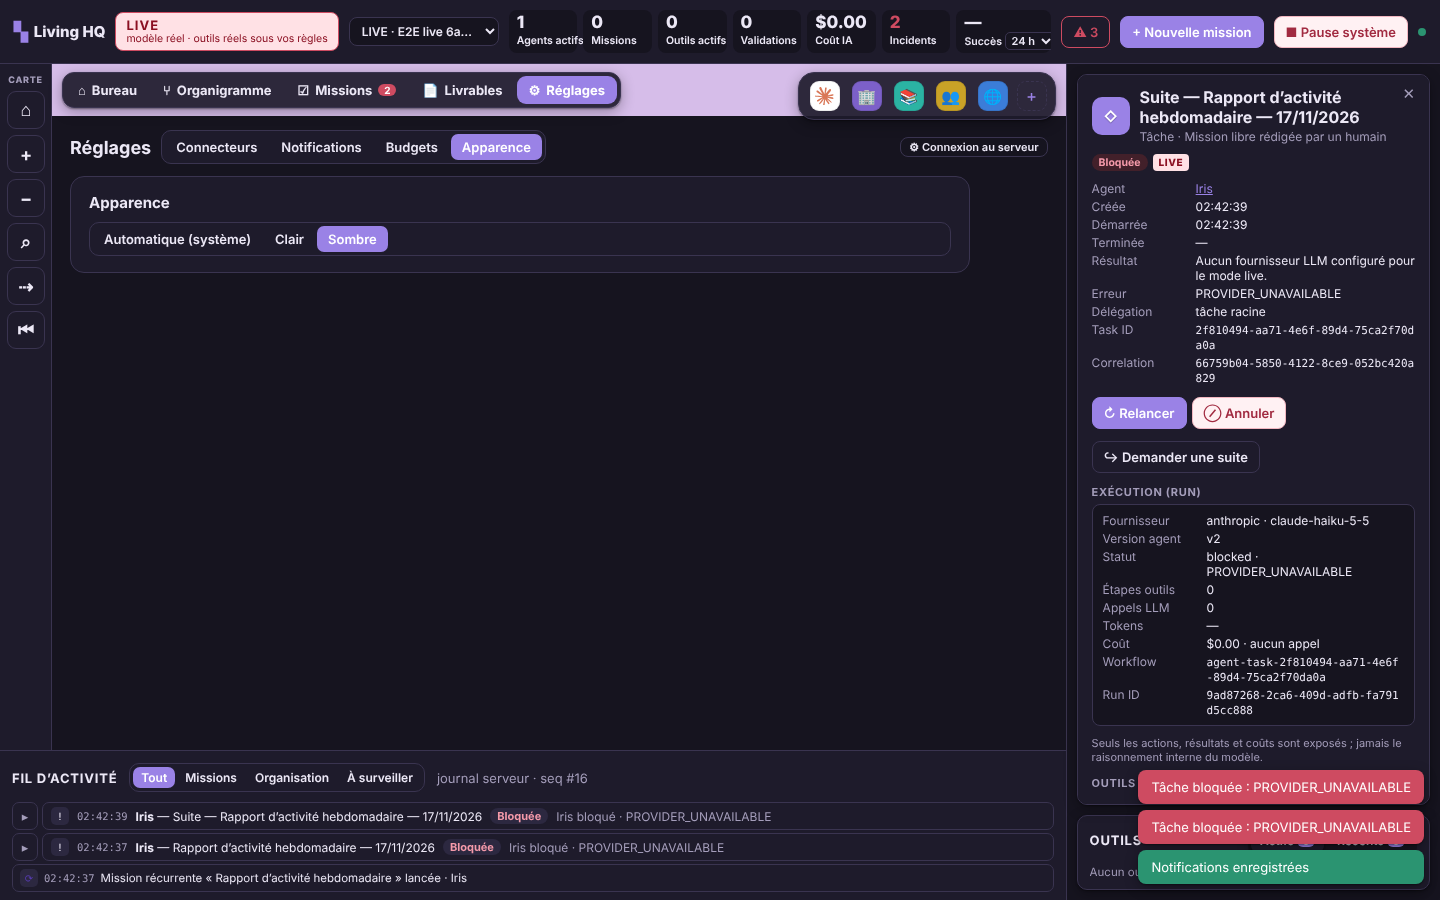 Living HQ
LIVE
modèle réel · outils réels sous vos règles
LIVE · E2E live 6a...
1
Agents actifs
0
Missions
0
Outils actifs
0
Validations
$0.00
Coût IA
2
Incidents
—
Succès 24 h
⚠ 3
+ Nouvelle mission
Pause système
CARTE
Bureau
Organigramme
Missions 2
Livrables
Réglages
+
Réglages
Connecteurs
Notifications
Budgets
Apparence
Connexion au serveur
Apparence
Automatique (système)
Clair
Sombre
FIL D’ACTIVITÉ
Tout
Missions
Organisation
À surveiller
journal serveur · seq #16
! 02:42:39 Iris — Suite — Rapport d’activité hebdomadaire — 17/11/2026 Bloquée Iris bloqué · PROVIDER_UNAVAILABLE
! 02:42:37 Iris — Rapport d’activité hebdomadaire — 17/11/2026 Bloquée Iris bloqué · PROVIDER_UNAVAILABLE
02:42:37 Mission récurrente « Rapport d’activité hebdomadaire » lancée · Iris
Suite — Rapport d’activité
hebdomadaire — 17/11/2026
Tâche · Mission libre rédigée par un humain
Bloquée LIVE
Agent Iris
Créée 02:42:39
Démarrée 02:42:39
Terminée —
Résultat Aucun fournisseur LLM configuré pour
le mode live.
Erreur PROVIDER_UNAVAILABLE
Délégation tâche racine
Task ID 2f810494-aa71-4e6f-89d4-75ca2f70d
a0a
Correlation 66759b04-5850-4122-8ce9-052bc420a
829
Relancer
Annuler
Demander une suite
EXÉCUTION (RUN)
Fournisseur anthropic · claude-haiku-5-5
Version agent v2
Statut blocked ·
PROVIDER_UNAVAILABLE
Étapes outils 0
Appels LLM 0
Tokens —
Coût $0.00 · aucun appel
Workflow agent-task-2f810494-aa71-4e6f
-89d4-75ca2f70da0a
Run ID 9ad87268-2ca6-409d-adfb-fa791
d5cc888
Seuls les actions, résultats et coûts sont exposés ; jamais le
raisonnement interne du modèle.
OUTILS
Tâche bloquée : PROVIDER_UNAVAILABLE
Tâche bloquée : PROVIDER_UNAVAILABLE
OUTILS
Notifications enregistrées
Aucun